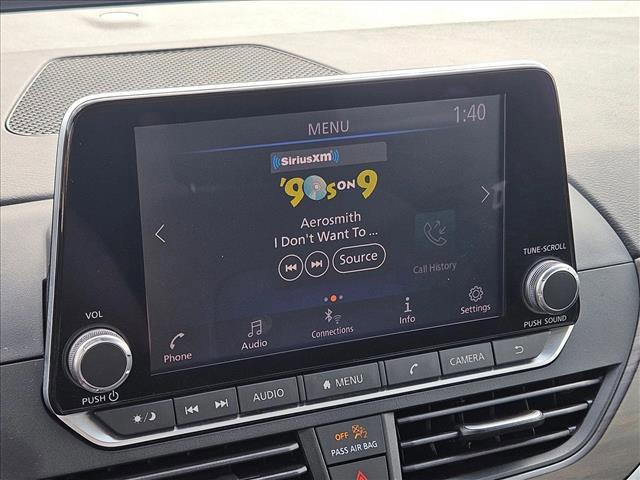 MENU
1:40
SiriusXM
'90s ON 9
Aerosmith
I Don't Want To ...
Source
Call History
Phone
Audio
Connections
Info
Settings
VOL
PUSH
TUNE-SCROLL
PUSH SOUND
AUDIO
MENU
CAMERA
OFF
PASS AIR BAG